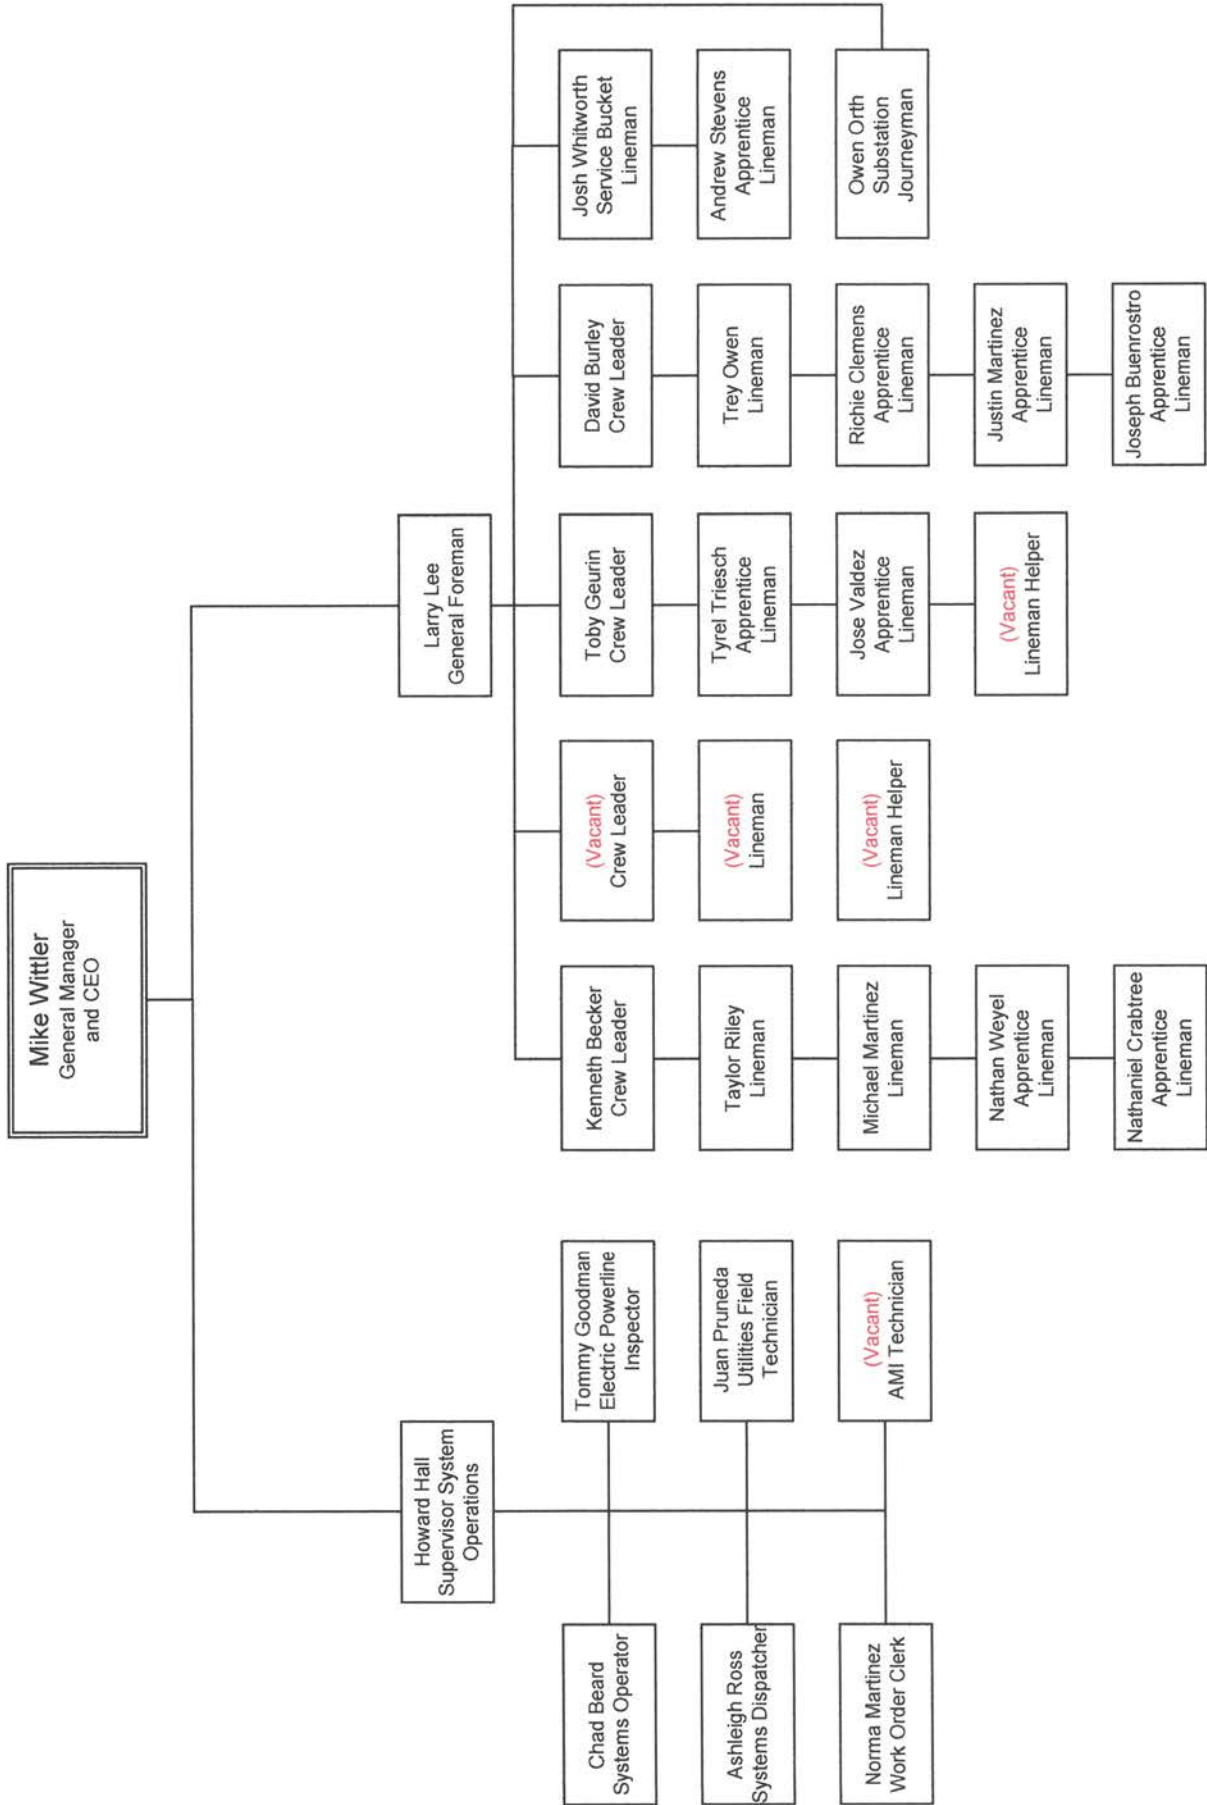 Mike Wittler
General Manager
and CEO
Howard Hall
Supervisor System
Operations
Larry Lee
General Foreman
Chad Beard
Systems Operator
Tommy Goodman
Electric Powerline
Inspector
Ashleigh Ross
Systems Dispatcher
Juan Pruneda
Utilities Field
Technician
Norma Martinez
Work Order Clerk
(Vacant)
AMI Technician
Kenneth Becker
Crew Leader
Taylor Riley
Lineman
Michael Martinez
Lineman
Nathan Weyel
Apprentice
Lineman
Nathaniel Crabtree
Apprentice
Lineman
(Vacant)
Crew Leader
(Vacant)
Lineman
(Vacant)
Lineman Helper
Toby Geurin
Crew Leader
Tyrel Triesch
Apprentice
Lineman
Jose Valdez
Apprentice
Lineman
(Vacant)
Lineman Helper
David Burley
Crew Leader
Trey Owen
Lineman
Richie Clemens
Apprentice
Lineman
Justin Martinez
Apprentice
Lineman
Joseph Buenrostro
Apprentice
Lineman
Josh Whitworth
Service Bucket
Lineman
Andrew Stevens
Apprentice
Lineman
Owen Orth
Substation
Journeyman